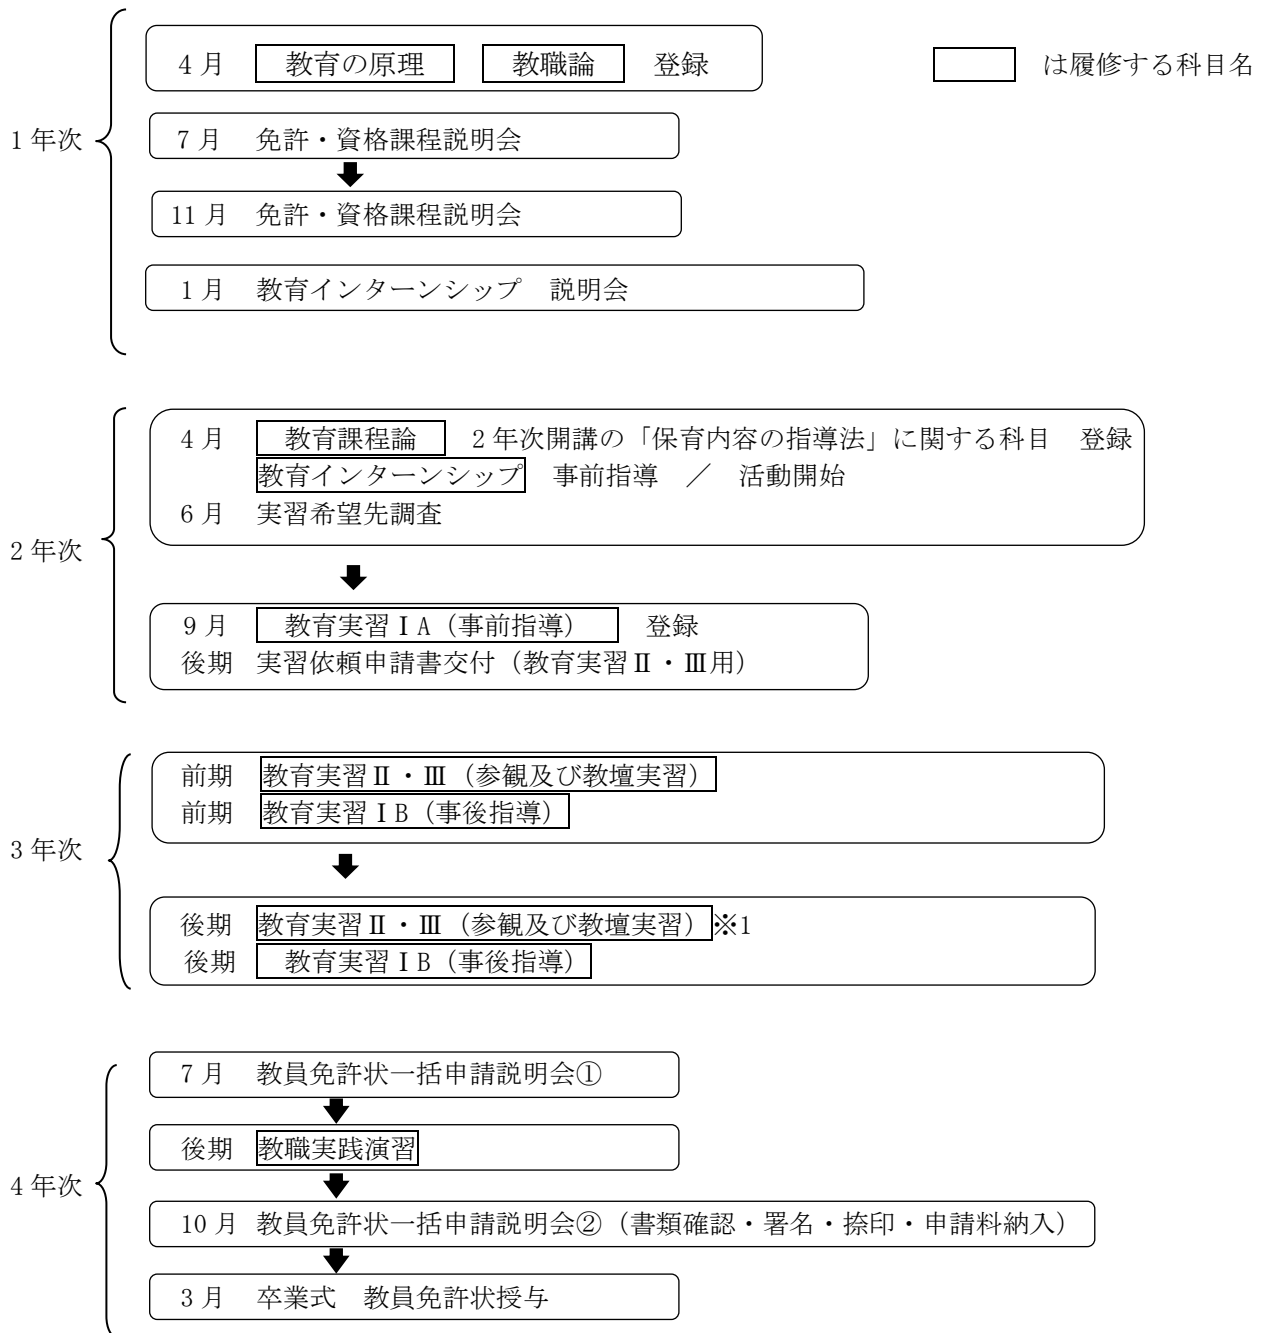 4月 教育の原理 教職論 登録
は履修する科目名
1年次
7月 免許・資格課程説明会
11月 免許・資格課程説明会
1月 教育インターンシップ 説明会
2年次
4月 教育課程論 2年次開講の「保育内容の指導法」に関する科目 登録
教育インターンシップ 事前指導 ／ 活動開始
6月 実習希望先調査
9月 教育実習ⅠA（事前指導） 登録
後期 実習依頼申請書交付（教育実習Ⅱ・Ⅲ用）
3年次
前期 教育実習Ⅱ・Ⅲ（参観及び教壇実習）
前期 教育実習ⅠB（事後指導）
後期 教育実習Ⅱ・Ⅲ（参観及び教壇実習）※1
後期 教育実習ⅠB（事後指導）
4年次
7月 教員免許状一括申請説明会①
後期 教職実践演習
10月 教員免許状一括申請説明会②（書類確認・署名・捺印・申請料納入）
3月 卒業式 教員免許状授与